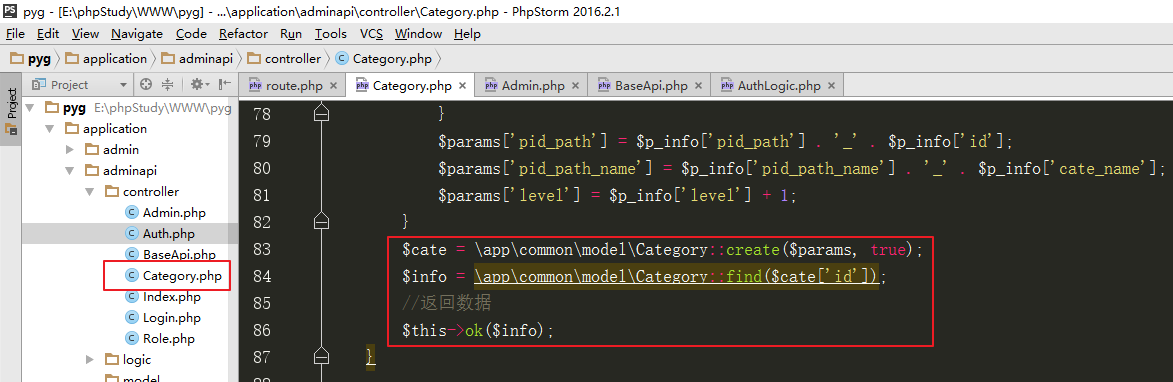 pyg - [E:\phpStudy\WWW\pyg] - ...\application\adminapi\controller\Category.php - PhpStorm 2016.2.1
File Edit View Navigate Code Refactor Run Tools VCS Window Help
pyg application adminapi controller Category.php
Project
Project
route.php Category.php Admin.php BaseApi.php AuthLogic.php
pyg E:\phpStudy\WWW\pyg
application
admin
adminapi
controller
Admin.php
Auth.php
BaseApi.php
Category.php
Index.php
Login.php
Role.php
logic
model
78 }
79 $params['pid_path'] = $p_info['pid_path'] . '_' . $p_info['id'];
80 $params['pid_path_name'] = $p_info['pid_path_name'] . '_' . $p_info['cate_name'];
81 $params['level'] = $p_info['level'] + 1;
82 }
83 $cate = \app\common\model\Category::create($params, true);
84 $info = \app\common\model\Category::find($cate['id']);
85 //返回数据
86 $this->ok($info);
87 }